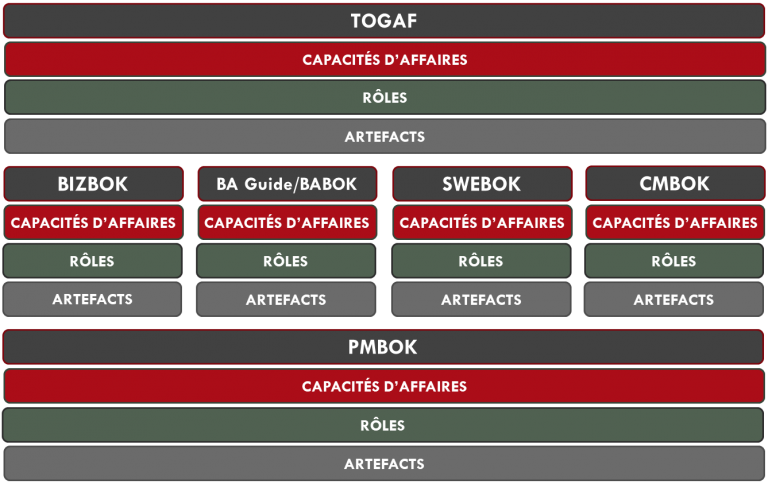 TOGAF
CAPACITÉS D'AFFAIRES
RÔLES
ARTEFACTS
BIZBOK
CAPACITÉS D'AFFAIRES
RÔLES
ARTEFACTS
BA Guide/BABOK
CAPACITÉS D'AFFAIRES
RÔLES
ARTEFACTS
SWEBOK
CAPACITÉS D'AFFAIRES
RÔLES
ARTEFACTS
CMBOK
CAPACITÉS D'AFFAIRES
RÔLES
ARTEFACTS
PMBOK
CAPACITÉS D'AFFAIRES
RÔLES
ARTEFACTS